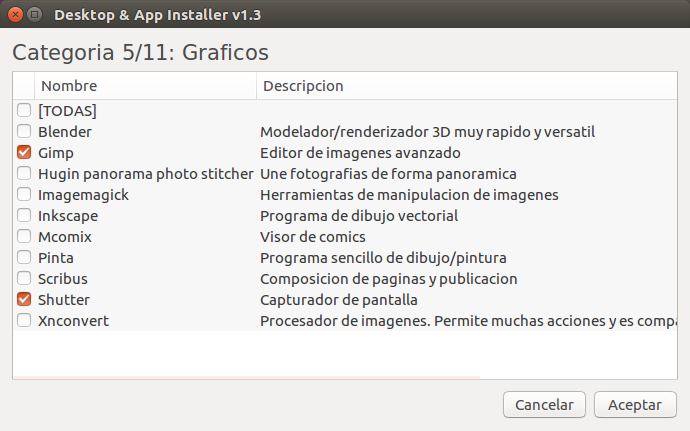 Desktop & App Installer v1.3
Categoria 5/11: Graficos
Nombre Descripcion
[TODAS]
Blender Modelador/renderizador 3D muy rapido y versatil
Gimp Editor de imagenes avanzado
Hugin panorama photo stitcher Une fotografias de forma panoramica
Imagemagick Herramientas de manipulacion de imagenes
Inkscape Programa de dibujo vectorial
Mcomix Visor de comics
Pinta Programa sencillo de dibujo/pintura
Scribus Composicion de paginas y publicacion
Shutter Capturador de pantalla
Xnconvert Procesador de imagenes. Permite muchas acciones y es compa
Cancelar Aceptar